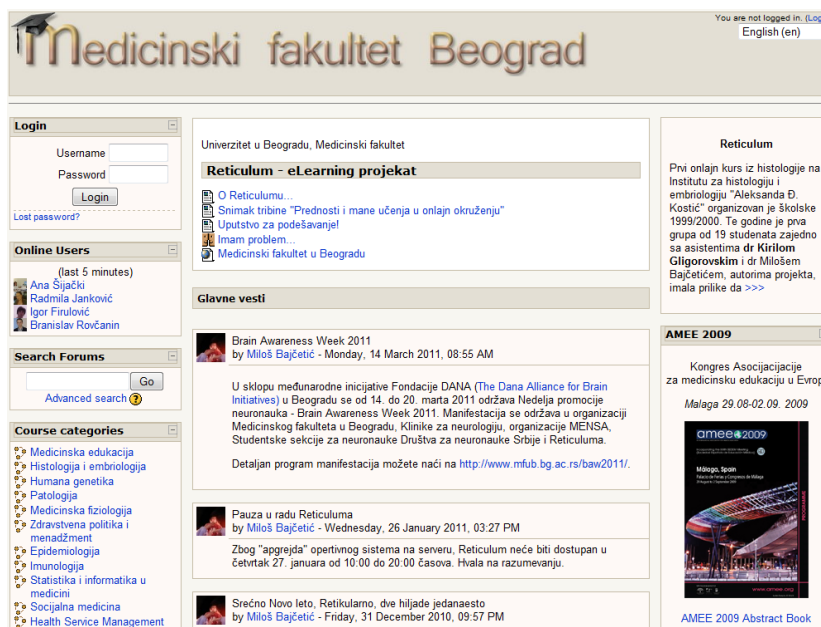 You are not logged in. (Log
English (en)
Medicinski fakultet Beograd
Login
Username
Password
Login
Lost password?
Online Users
(last 5 minutes)
Ana Šijački
Radmila Janković
Igor Firulović
Branislav Rovčanin
Search Forums
Go
Advanced search
Course categories
Medicinska edukacija
Histologija i embriologija
Humana genetika
Patologija
Medicinska fiziologija
Zdravstvena politika i
menadžment
Epidemiologija
Imunologija
Statistika i informatika u
medicini
Socijalna medicina
Health Service Management
Univerzitet u Beogradu, Medicinski fakultet
Reticulum - eLearning projekat
O Reticulumu...
Snimak tribine "Prednosti i mane učenja u onlajn okruženju"
Uputstvo za podešavanje!
Imam problem...
Medicinski fakultet u Beogradu
Glavne vesti
Brain Awareness Week 2011
by Miloš Bajčetić - Monday, 14 March 2011, 08:55 AM
U sklopu međunarodne inicijative Fondacije DANA (The Dana Alliance for Brain
Initiatives) u Beogradu se od 14. do 20. marta 2011 održava Nedelja promocije
neuronauka - Brain Awareness Week 2011. Manifestacija se održava u organizaciji
Medicinskog fakulteta u Beogradu, Klinike za neurologiju, organizacije MENSA,
Studentske sekcije za neuronauke Društva za neuronauke Srbije i Reticuluma.
Detaljan program manifestacija možete naći na http://www.mfub.bg.ac.rs/baw2011/.
Pauza u radu Reticuluma
by Miloš Bajčetić - Wednesday, 26 January 2011, 03:27 PM
Zbog "apgrejda" opertivnog sistema na serveru, Reticulum neće biti dostupan u
četvrtak 27. januara od 10:00 do 20:00 časova. Hvala na razumevanju.
Srećno Novo leto, Retikularno, dve hiljade jedanaesto
by Miloš Bajčetić - Friday, 31 December 2010, 09:57 PM
Reticulum
Prvi onlajn kurs iz histologije na
Institutu za histologiju i
embriologiju "Aleksanda Đ.
Kostić" organizovan je školske
1999/2000. Te godine je prva
grupa od 19 studenata zajedno
sa asistentima dr Kirilom
Gligorovskim i dr Milošem
Bajčetićem, autorima projekta,
imala prilike da >>>
AMEE 2009
Kongres Asocijacijacije
za medicinsku edukaciju u Evrop
Malaga 29.08-02.09. 2009
amee 2009
Málaga, Spain
PROGRAMME
www.amee.org
AMEE 2009 Abstract Book